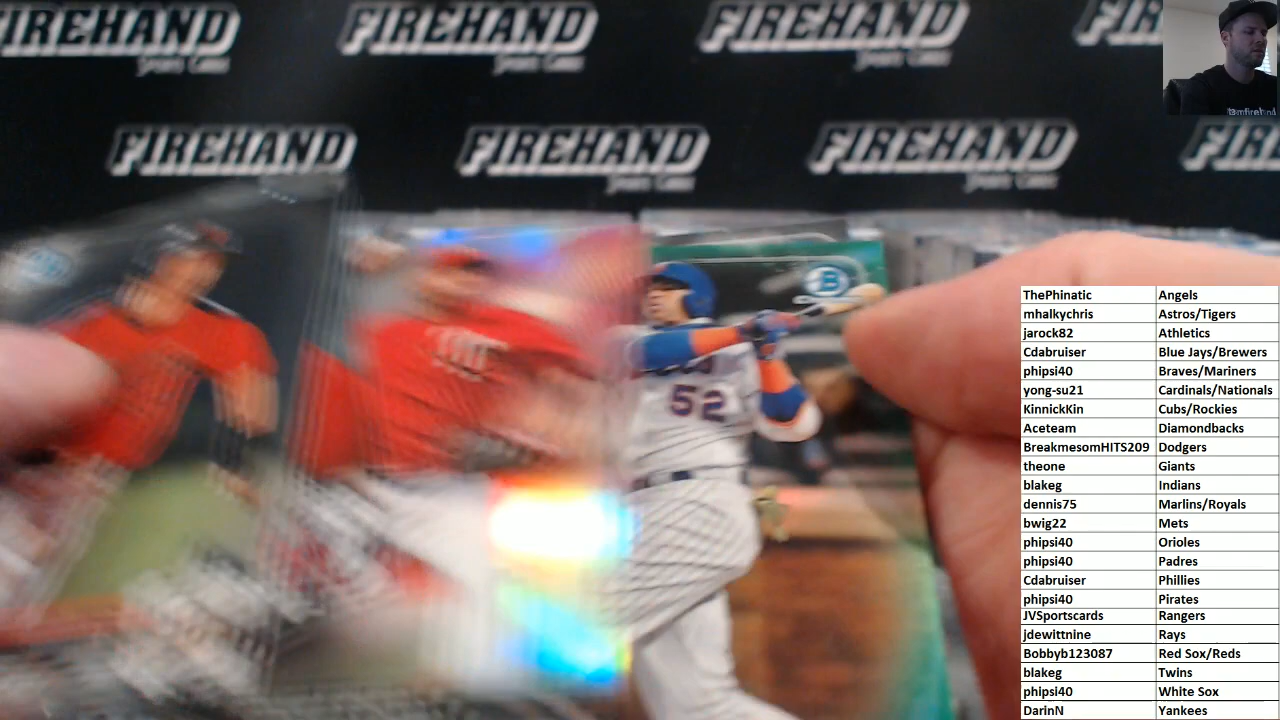 FIREHAND FIREHAND FIREHAND
FIREHAND FIREHAND FIREHAND
B
52
ThePhinatic Angels
mhalkychris Astros/Tigers
jarock82 Athletics
Cdabruiser Blue Jays/Brewers
phipsi40 Braves/Mariners
yong-su21 Cardinals/Nationals
KinnickKin Cubs/Rockies
Aceteam Diamondbacks
BreakmesomHITS209 Dodgers
theone Giants
blakeg Indians
dennis75 Marlins/Royals
bwig22 Mets
phipsi40 Orioles
phipsi40 Padres
Cdabruiser Phillies
phipsi40 Pirates
JVSportscards Rangers
jdewittnine Rays
Bobbyb123087 Red Sox/Reds
blakeg Twins
phipsi40 White Sox
DarinN Yankees